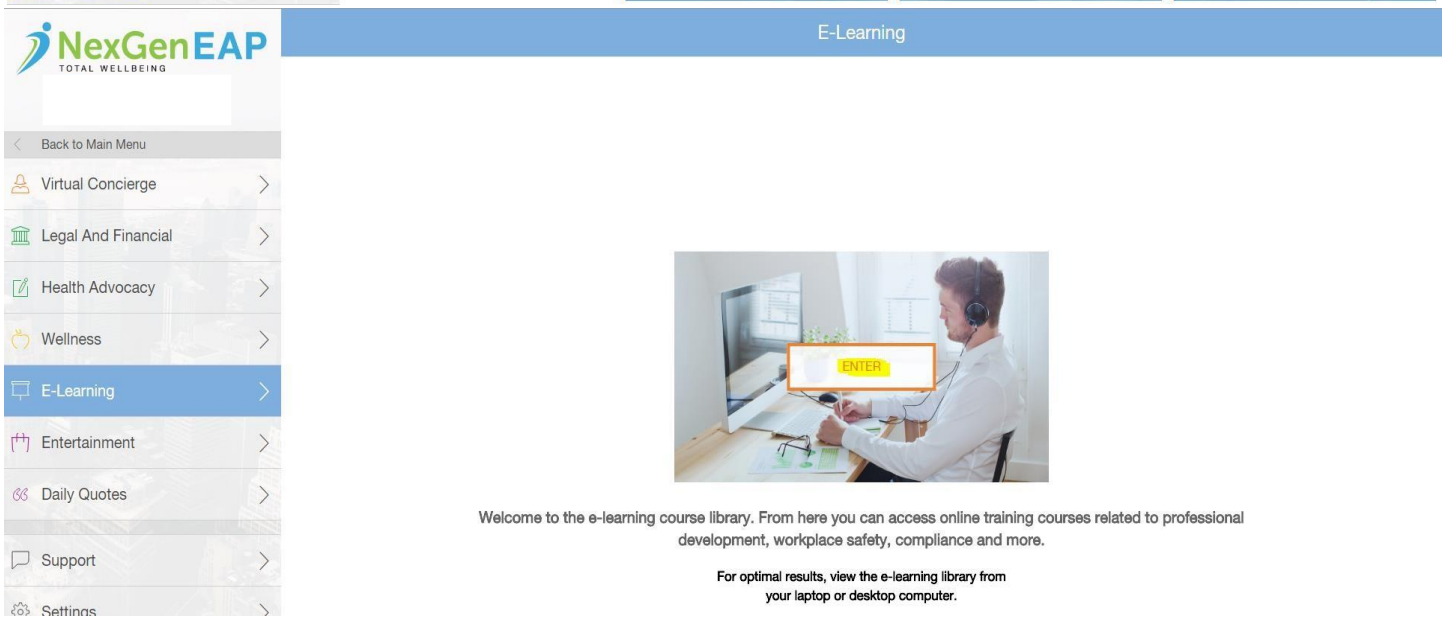 NexGenEAP
TOTAL WELLBEING
Back to Main Menu
Virtual Concierge
Legal And Financial
Health Advocacy
Wellness
E-Learning
Entertainment
Daily Quotes
Support
Settings
E-Learning
ENTER
Welcome to the e-learning course library. From here you can access online training courses related to professional
development, workplace safety, compliance and more.
For optimal results, view the e-learning library from
your laptop or desktop computer.